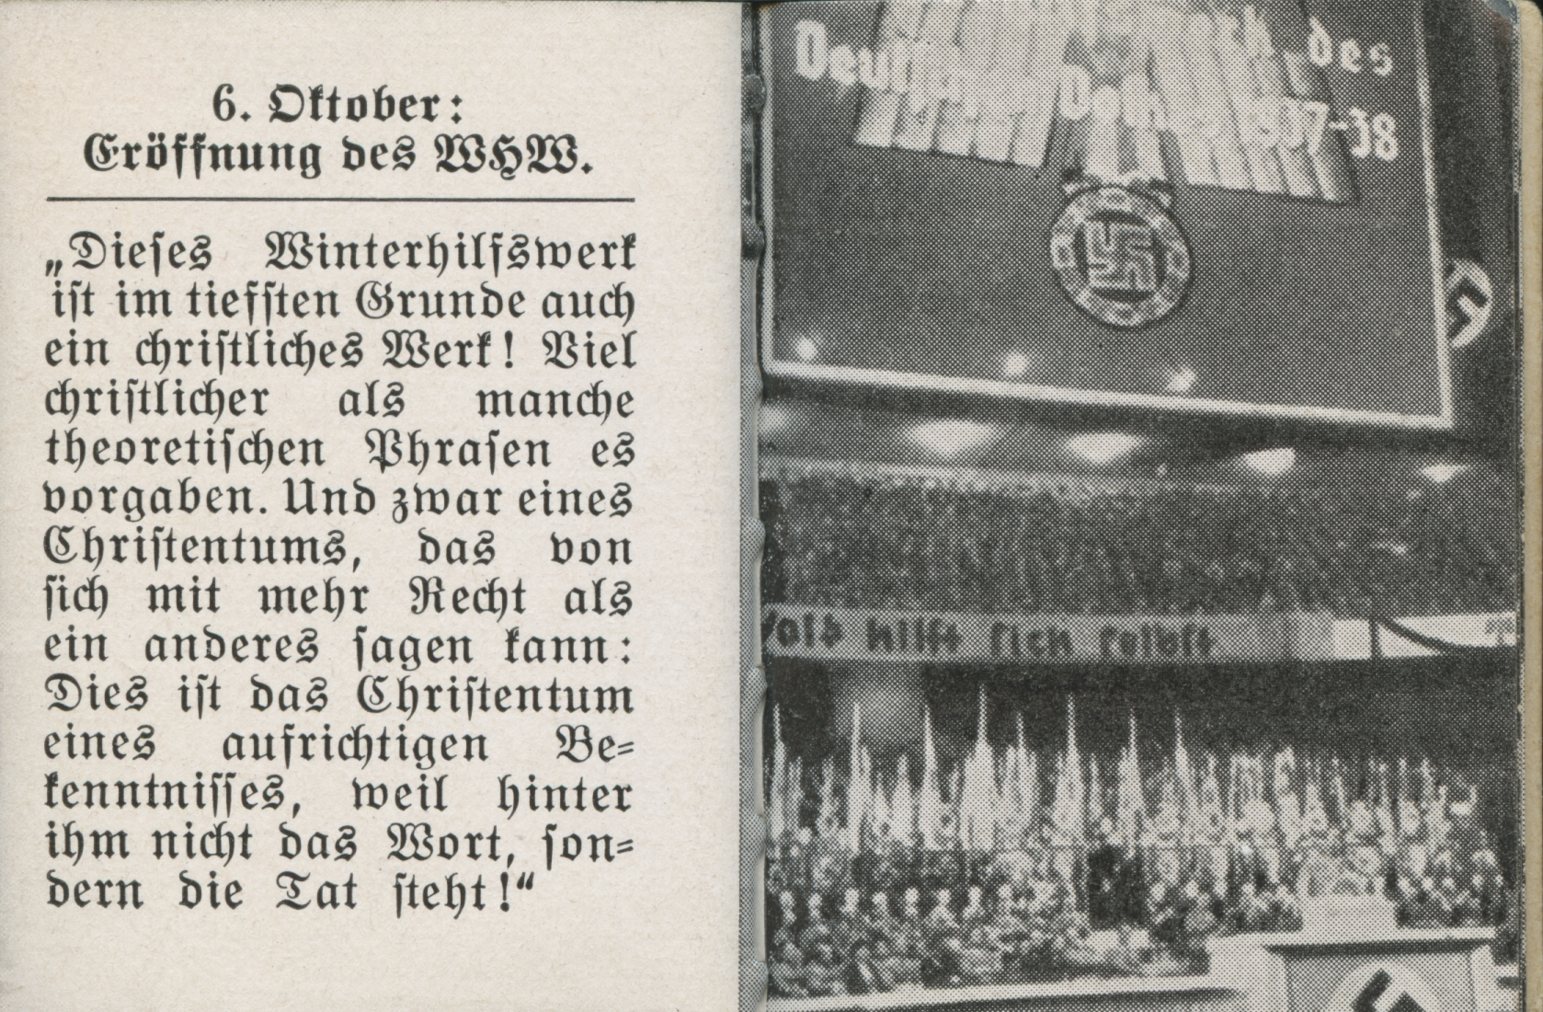 6. Oktober:
Eröffnung des WHW.
„Dieſes Winterhilfswerk
iſt im tiefſten Grunde auch
ein chriſtliches Werk! Viel
chriſtlicher als manche
theoretiſchen Phraſen es
vorgaben. Und zwar eines
Chriſtentums, das von
ſich mit mehr Recht als
ein anderes ſagen kann:
Dies iſt das Chriſtentum
eines aufrichtigen Be⸗
kenntniſſes, weil hinter
ihm nicht das Wort, ſon⸗
dern die Tat ſteht!“
des
1937-38
Volk hilft ſich ſelbſt